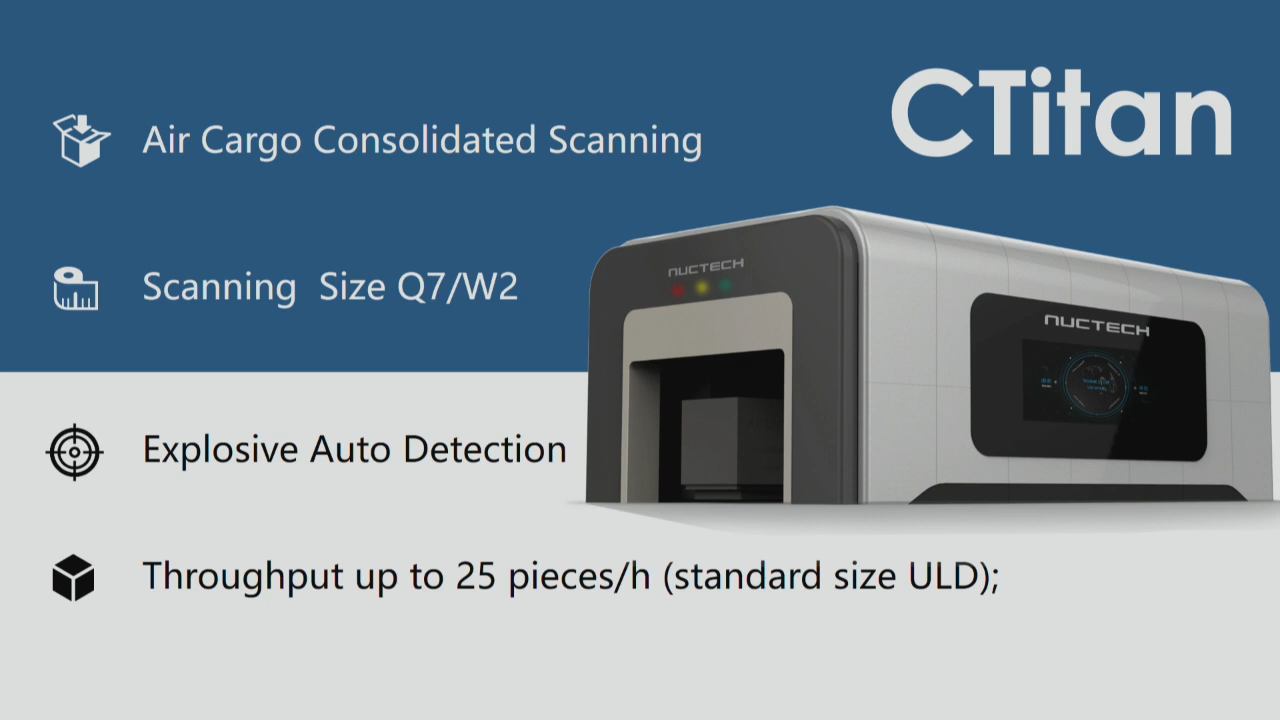 CTitan
Air Cargo Consolidated Scanning
Scanning  Size Q7/W2
NUCTECH
NUCTECH
Explosive Auto Detection
Throughput up to 25 pieces/h (standard size ULD);